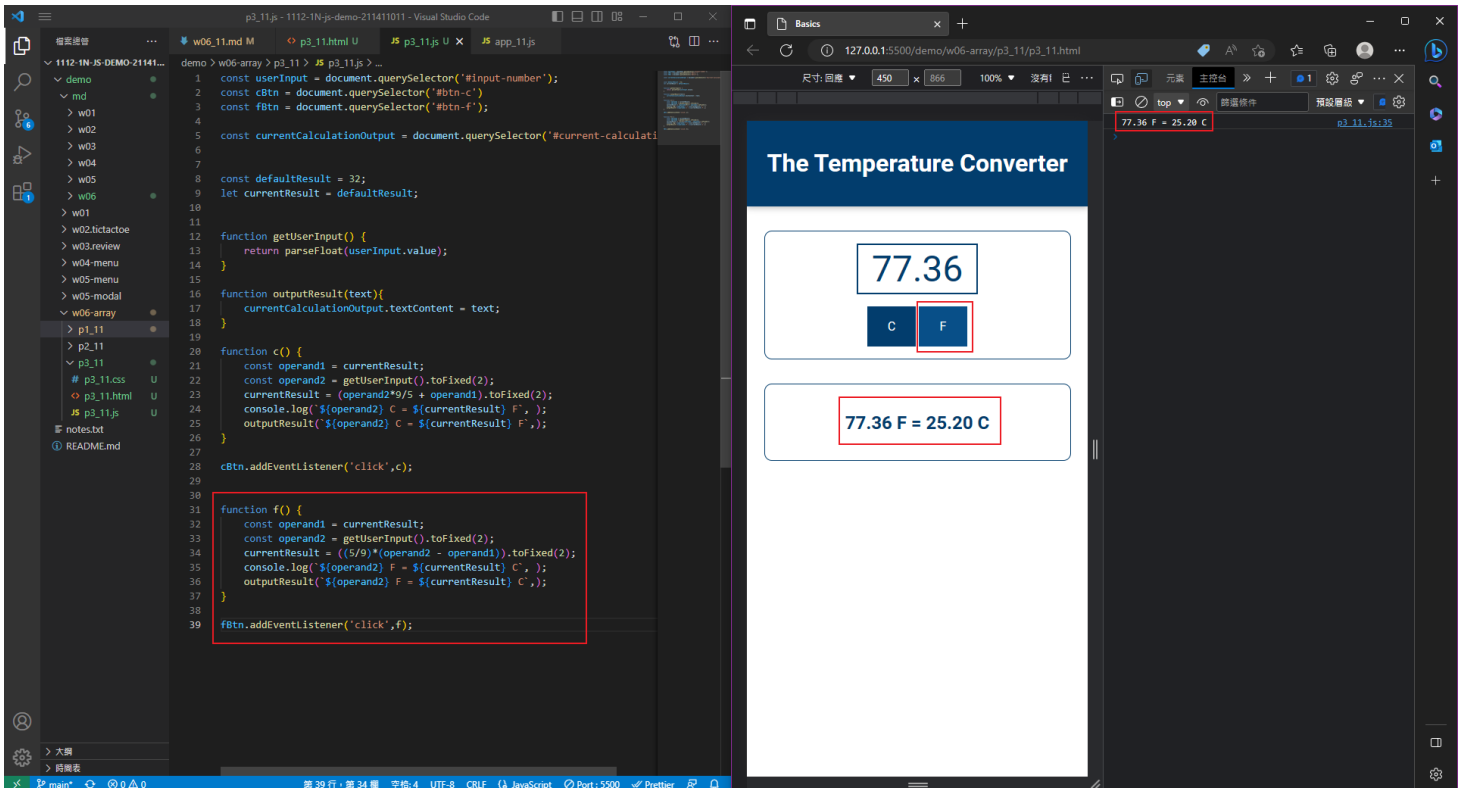 p3_11.js - 1112-1N-js-demo-211411011 - Visual Studio Code
檔案總管
w06_11.md M
p3_11.html U
JS p3_11.js U
JS app_11.js
1112-1N-JS-DEMO-21141...
demo > w06-array > p3_11 > JS p3_11.js > ...
demo
md
w01
w02
w03
w04
w05
w06
w01
w02.tictactoe
w03.review
w04-menu
w05-menu
w05-modal
w06-array
p1_11
p2_11
p3_11
# p3_11.css U
p3_11.html U
JS p3_11.js U
notes.txt
README.md
大綱
時間表
6
1
1 const userInput = document.querySelector('#input-number');
2 const cBtn = document.querySelector('#btn-c')
3 const fBtn = document.querySelector('#btn-f');
4
5 const currentCalculationOutput = document.querySelector('#current-calculati
6
7
8 const defaultResult = 32;
9 let currentResult = defaultResult;
10
11
12 function getUserInput() {
13 return parseFloat(userInput.value);
14 }
15
16 function outputResult(text){
17 currentCalculationOutput.textContent = text;
18 }
19
20 function c() {
21 const operand1 = currentResult;
22 const operand2 = getUserInput().toFixed(2);
23 currentResult = (operand2*9/5 + operand1).toFixed(2);
24 console.log(`${operand2} C = ${currentResult} F`, );
25 outputResult(`${operand2} C = ${currentResult} F`,);
26 }
27
28 cBtn.addEventListener('click',c);
29
30
31 function f() {
32 const operand1 = currentResult;
33 const operand2 = getUserInput().toFixed(2);
34 currentResult = ((5/9)*(operand2 - operand1)).toFixed(2);
35 console.log(`${operand2} F = ${currentResult} C`, );
36 outputResult(`${operand2} F = ${currentResult} C`,);
37 }
38
39 fBtn.addEventListener('click',f);
main* 0 0 第 39 行，第 34 欄 空格: 4 UTF-8 CRLF JavaScript Port : 5500 Prettier
Basics
127.0.0.1:5500/demo/w06-array/p3_11/p3_11.html
尺寸: 回應 450 x 866 100%
元素 主控台 1
top 篩選條件 預設層級
77.36 F = 25.20 C p3_11.js:35
The Temperature Converter
77.36
C F
77.36 F = 25.20 C